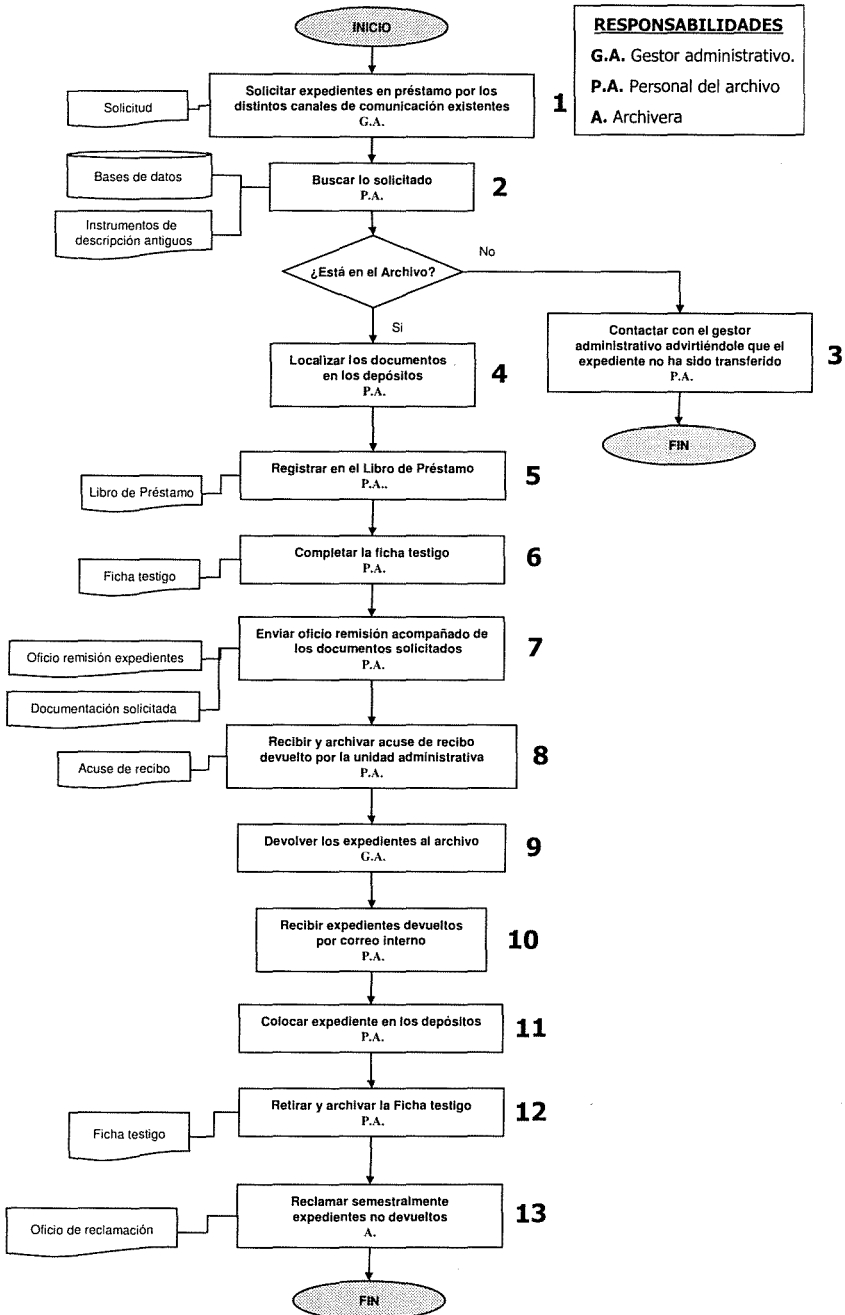 INICIO
RESPONSABILIDADES
G.A. Gestor administrativo.
P.A. Personal del archivo
A. Archivera
Solicitud
Solicitar expedientes en préstamo por los
distintos canales de comunicación existentes
G.A.
1
Bases de datos
Instrumentos de
descripción antiguos
Buscar lo solicitado
P.A.
2
¿Está en el Archivo?
No
Si
Contactar con el gestor
administrativo advirtiéndole que el
expediente no ha sido transferido
P.A.
3
FIN
Localizar los documentos
en los depósitos
P.A.
4
Libro de Préstamo
Registrar en el Libro de Préstamo
P.A..
5
Ficha testigo
Completar la ficha testigo
P.A.
6
Oficio remisión expedientes
Documentación solicitada
Enviar oficio remisión acompañado de
los documentos solicitados
P.A.
7
Acuse de recibo
Recibir y archivar acuse de recibo
devuelto por la unidad administrativa
P.A.
8
Devolver los expedientes al archivo
G.A.
9
Recibir expedientes devueltos
por correo interno
P.A.
10
Colocar expediente en los depósitos
P.A.
11
Ficha testigo
Retirar y archivar la Ficha testigo
P.A.
12
Oficio de reclamación
Reclamar semestralmente
expedientes no devueltos
A.
13
FIN